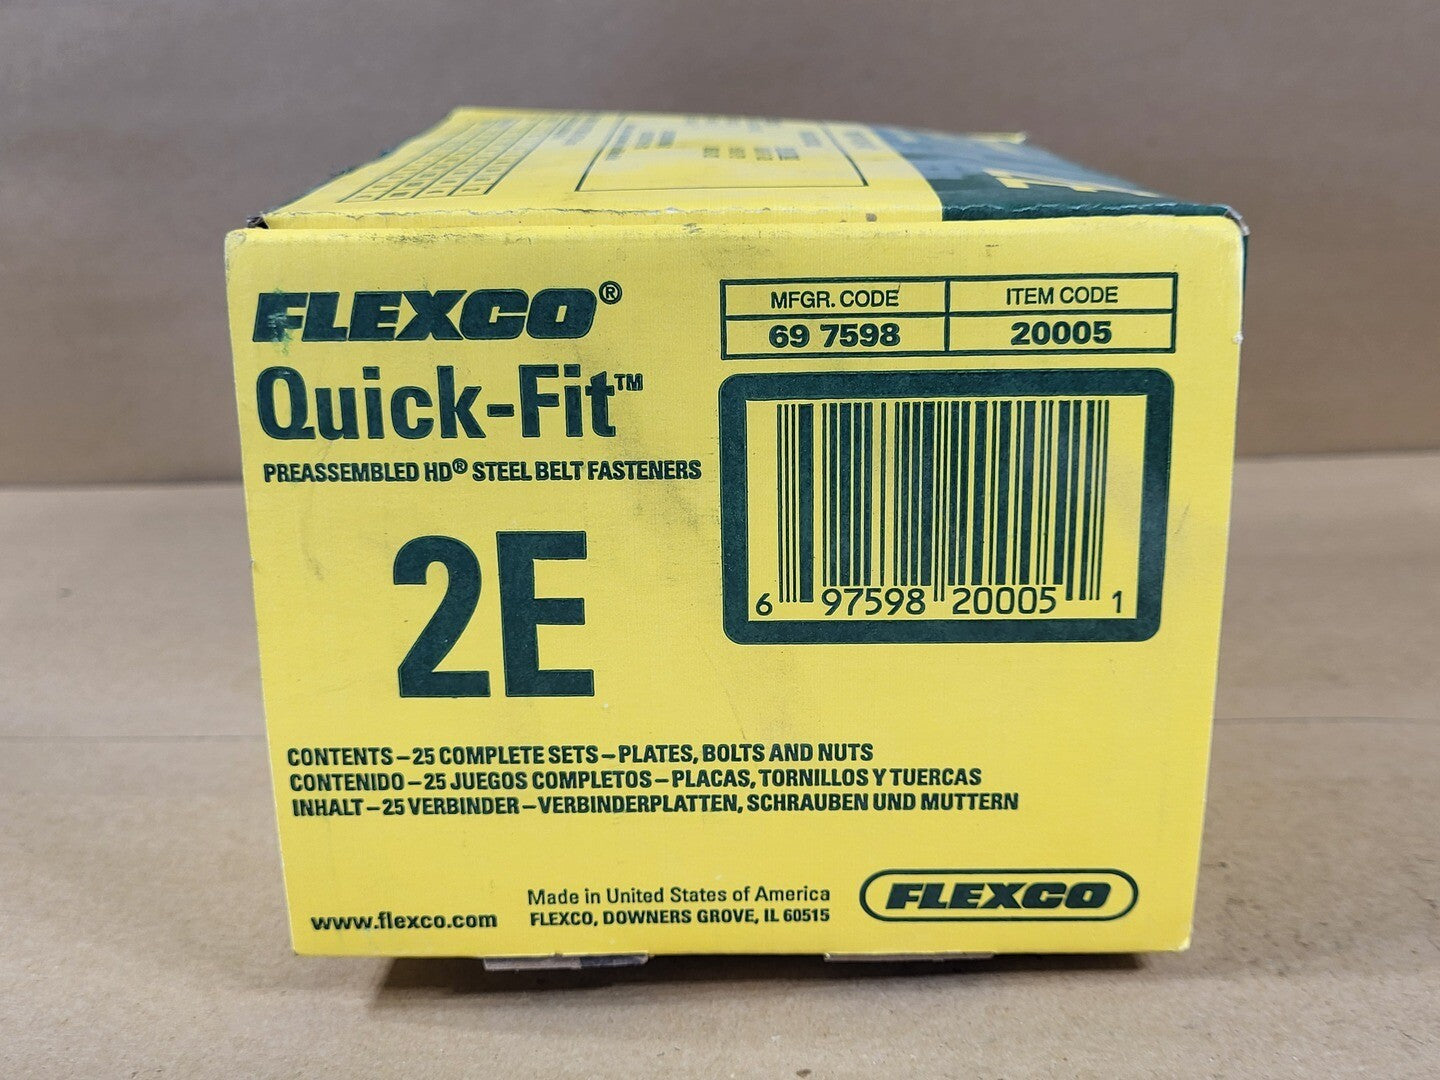 FLEXCO®
Quick-Fit™
PREASSEMBLED HD® STEEL BELT FASTENERS
2E
MFGR. CODE ITEM CODE
69 7598 20005
6 97598 20005 1
CONTENTS – 25 COMPLETE SETS – PLATES, BOLTS AND NUTS
CONTENIDO – 25 JUEGOS COMPLETOS – PLACAS, TORNILLOS Y TUERCAS
INHALT – 25 VERBINDER – VERBINDERPLATTEN, SCHRAUBEN UND MUTTERN
www.flexco.com
Made in United States of America
FLEXCO, DOWNERS GROVE, IL 60515
FLEXCO